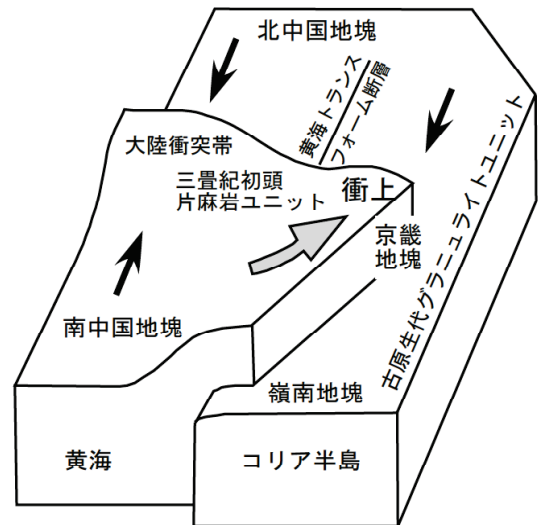 北中国地塊
黄海トランス
フォーム断層
大陸衝突帯
三畳紀初頭
片麻岩ユニット
衝上
京畿
地塊
古原生代グラニュライトユニット
南中国地塊
嶺南地塊
黄海
コリア半島